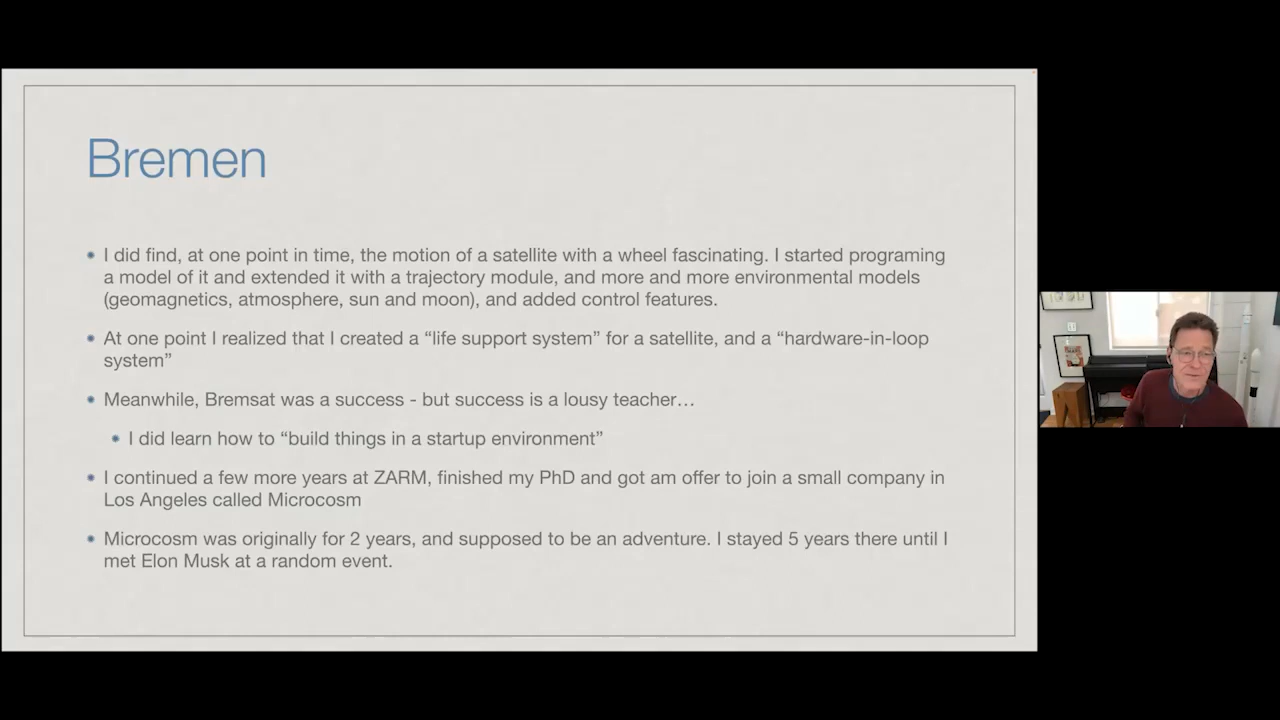 Bremen
• I did find, at one point in time, the motion of a satellite with a wheel fascinating. I started programing
a model of it and extended it with a trajectory module, and more and more environmental models
(geomagnetics, atmosphere, sun and moon), and added control features.
• At one point I realized that I created a “life support system” for a satellite, and a “hardware-in-loop
system”
• Meanwhile, Bremsat was a success - but success is a lousy teacher…
• I did learn how to “build things in a startup environment”
• I continued a few more years at ZARM, finished my PhD and got am offer to join a small company in
Los Angeles called Microcosm
• Microcosm was originally for 2 years, and supposed to be an adventure. I stayed 5 years there until I
met Elon Musk at a random event.